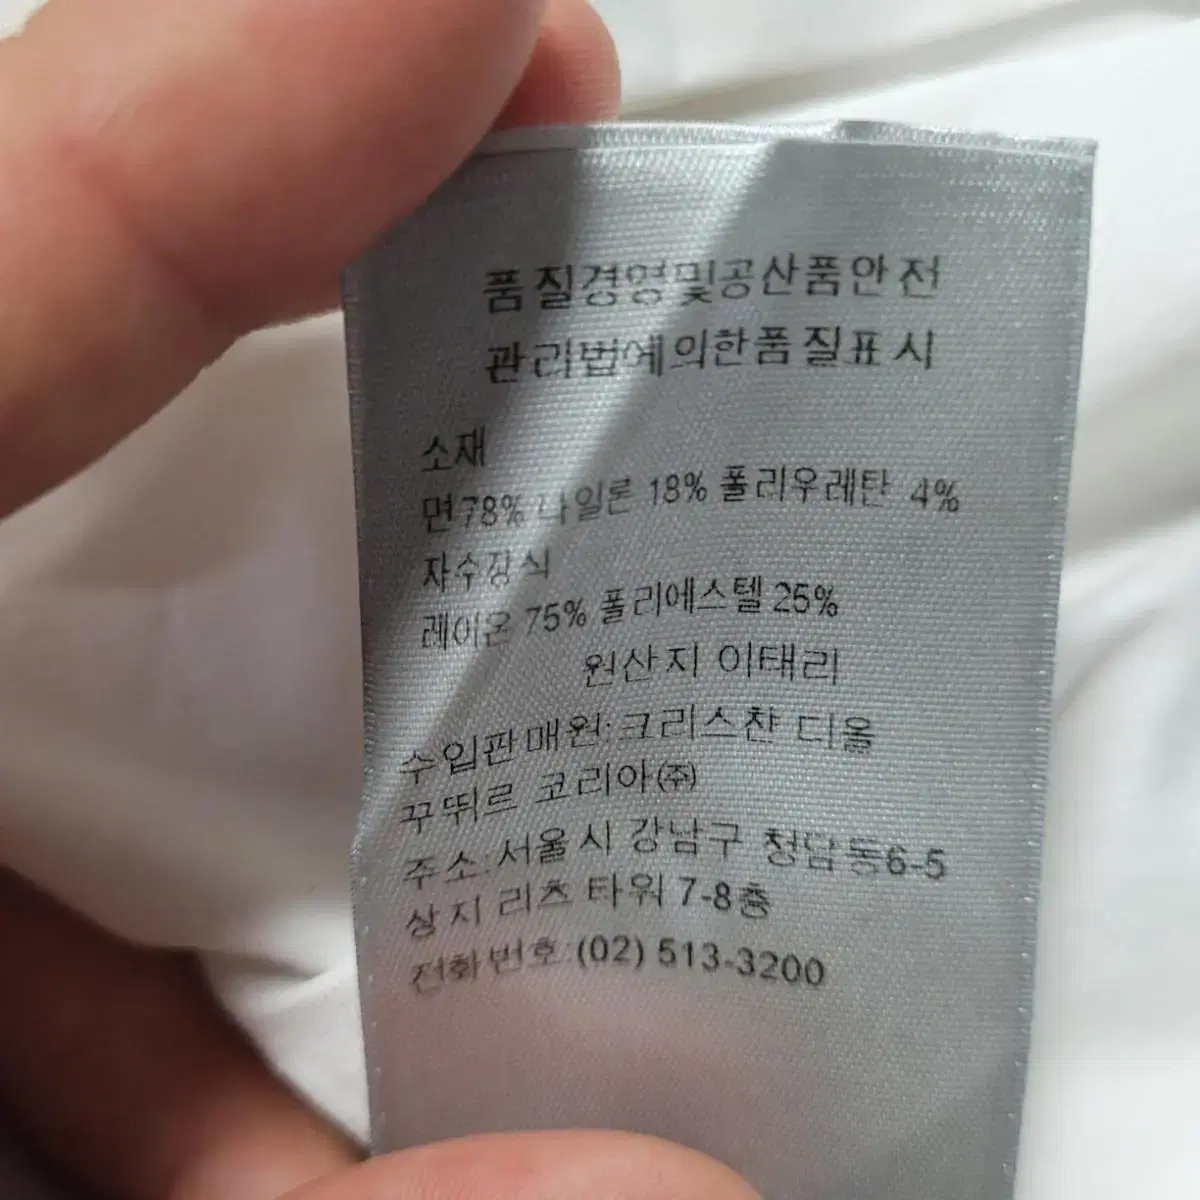 품질경영및공산품안전
관리법에의한품질표시
소재
면78% 나일론 18% 폴리우레탄 4%
자수장식
레이온 75% 폴리에스텔 25%
원산지 이태리
수입판매원:크리스챤 디올
꾸뛰르 코리아㈜
주소:서울시 강남구 청담동6-5
상지 리츠 타워 7-8층
전화번호:(02) 513-3200